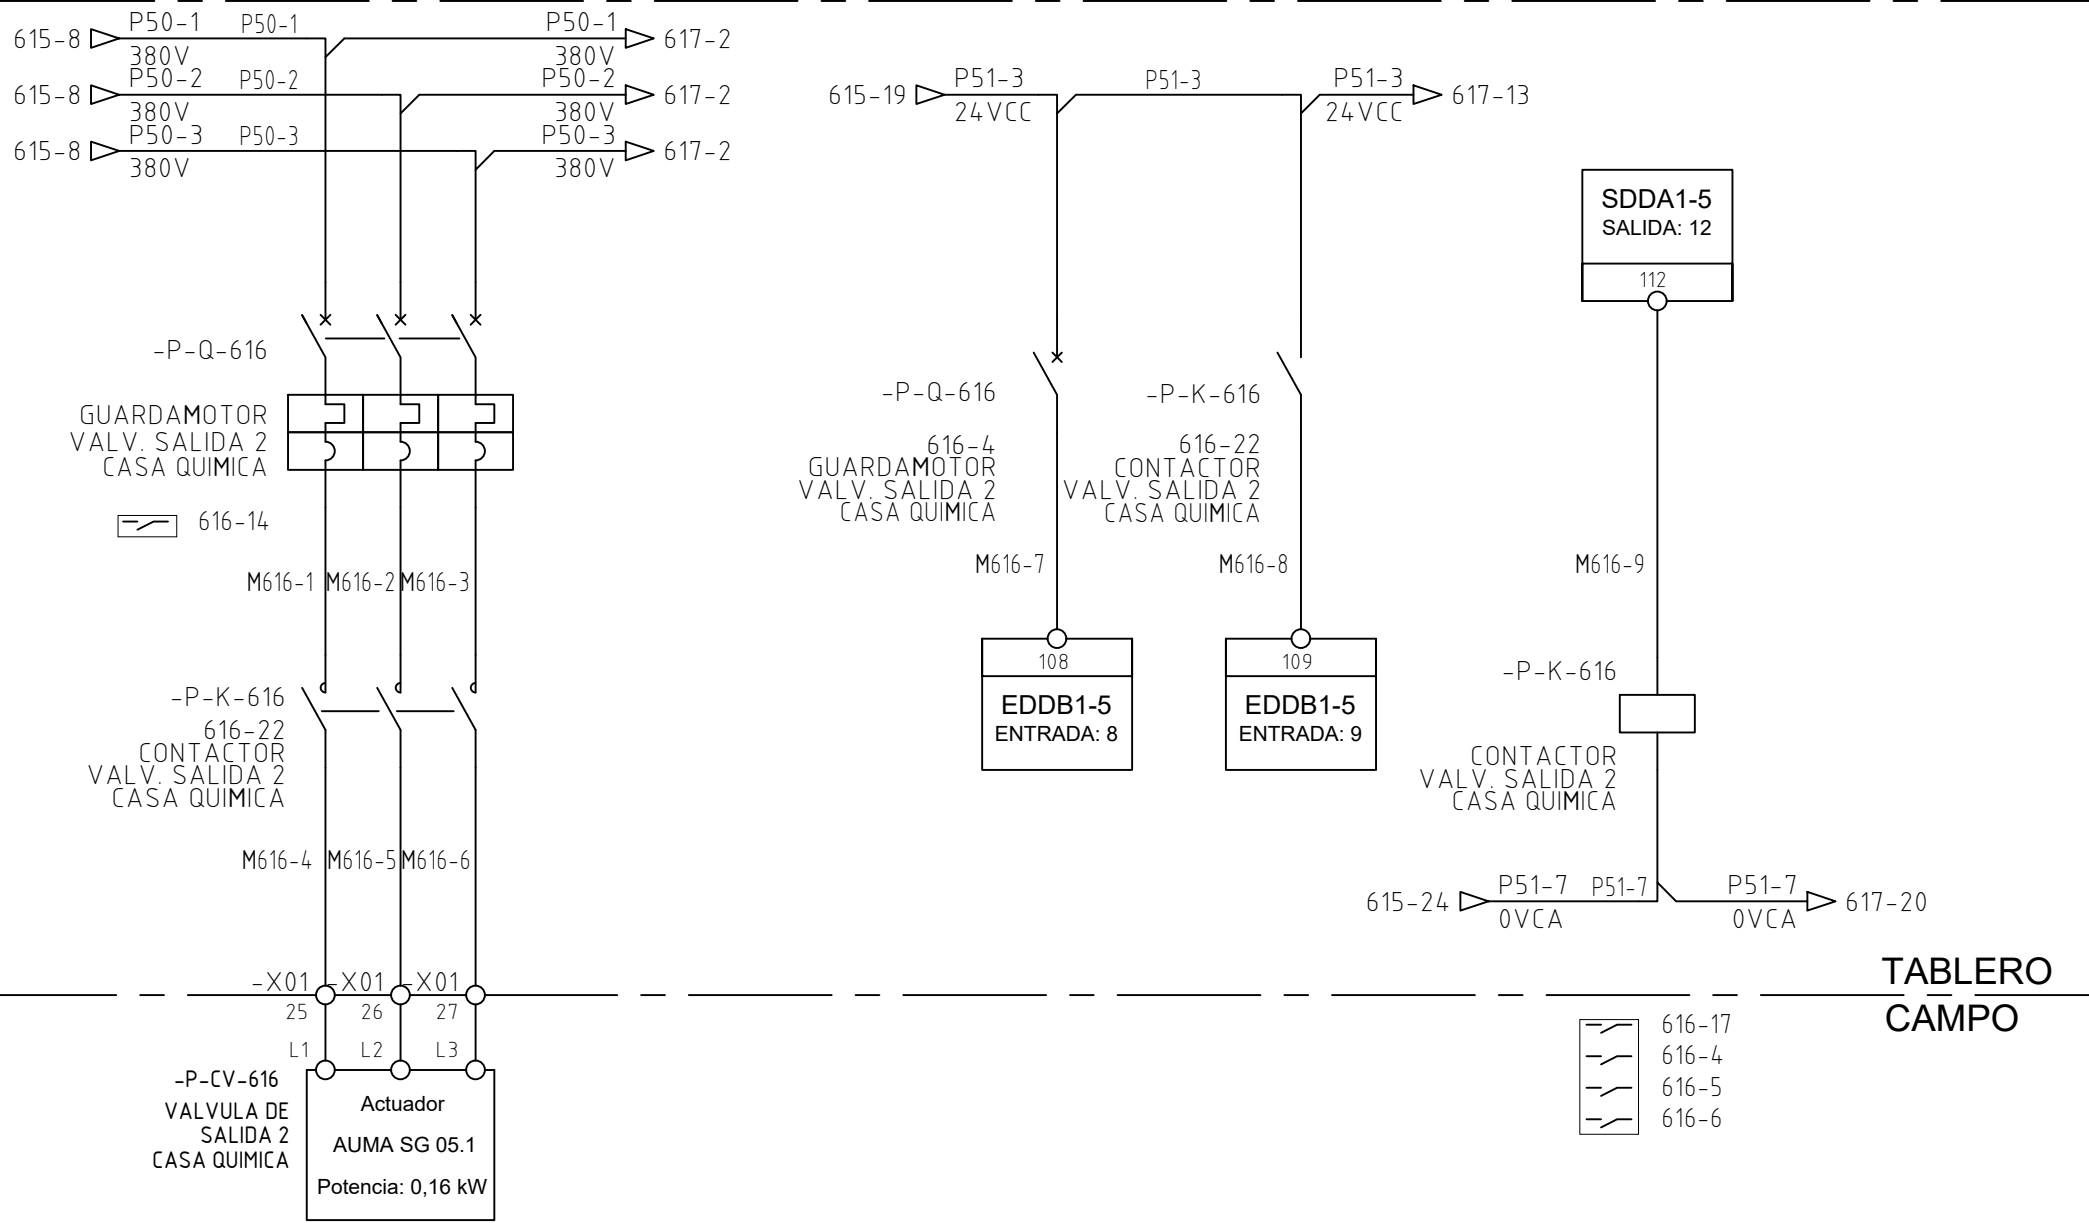 615-8 P50-1 P50-1 P50-1 617-2
380V 380V
615-8 P50-2 P50-2 P50-2 617-2
380V 380V
615-8 P50-3 P50-3 P50-3 617-2
380V 380V
-P-Q-616
GUARDAMOTOR
VALV. SALIDA 2
CASA QUIMICA
616-14
M616-1 M616-2 M616-3
-P-K-616
616-22
CONTACTOR
VALV. SALIDA 2
CASA QUIMICA
M616-4 M616-5 M616-6
-X01 -X01 -X01
25 26 27
L1 L2 L3
-P-CV-616
VALVULA DE
SALIDA 2
CASA QUIMICA
Actuador
AUMA SG 05.1
Potencia: 0,16 kW
615-19 P51-3 P51-3 P51-3 617-13
24VCC 24VCC
-P-Q-616
616-4
GUARDAMOTOR
VALV. SALIDA 2
CASA QUIMICA
M616-7
108
EDDB1-5
ENTRADA: 8
-P-K-616
616-22
CONTACTOR
VALV. SALIDA 2
CASA QUIMICA
M616-8
109
EDDB1-5
ENTRADA: 9
SDDA1-5
SALIDA: 12
112
M616-9
-P-K-616
CONTACTOR
VALV. SALIDA 2
CASA QUIMICA
615-24 P51-7 P51-7 P51-7 617-20
0VCA 0VCA
TABLERO
CAMPO
616-17
616-4
616-5
616-6